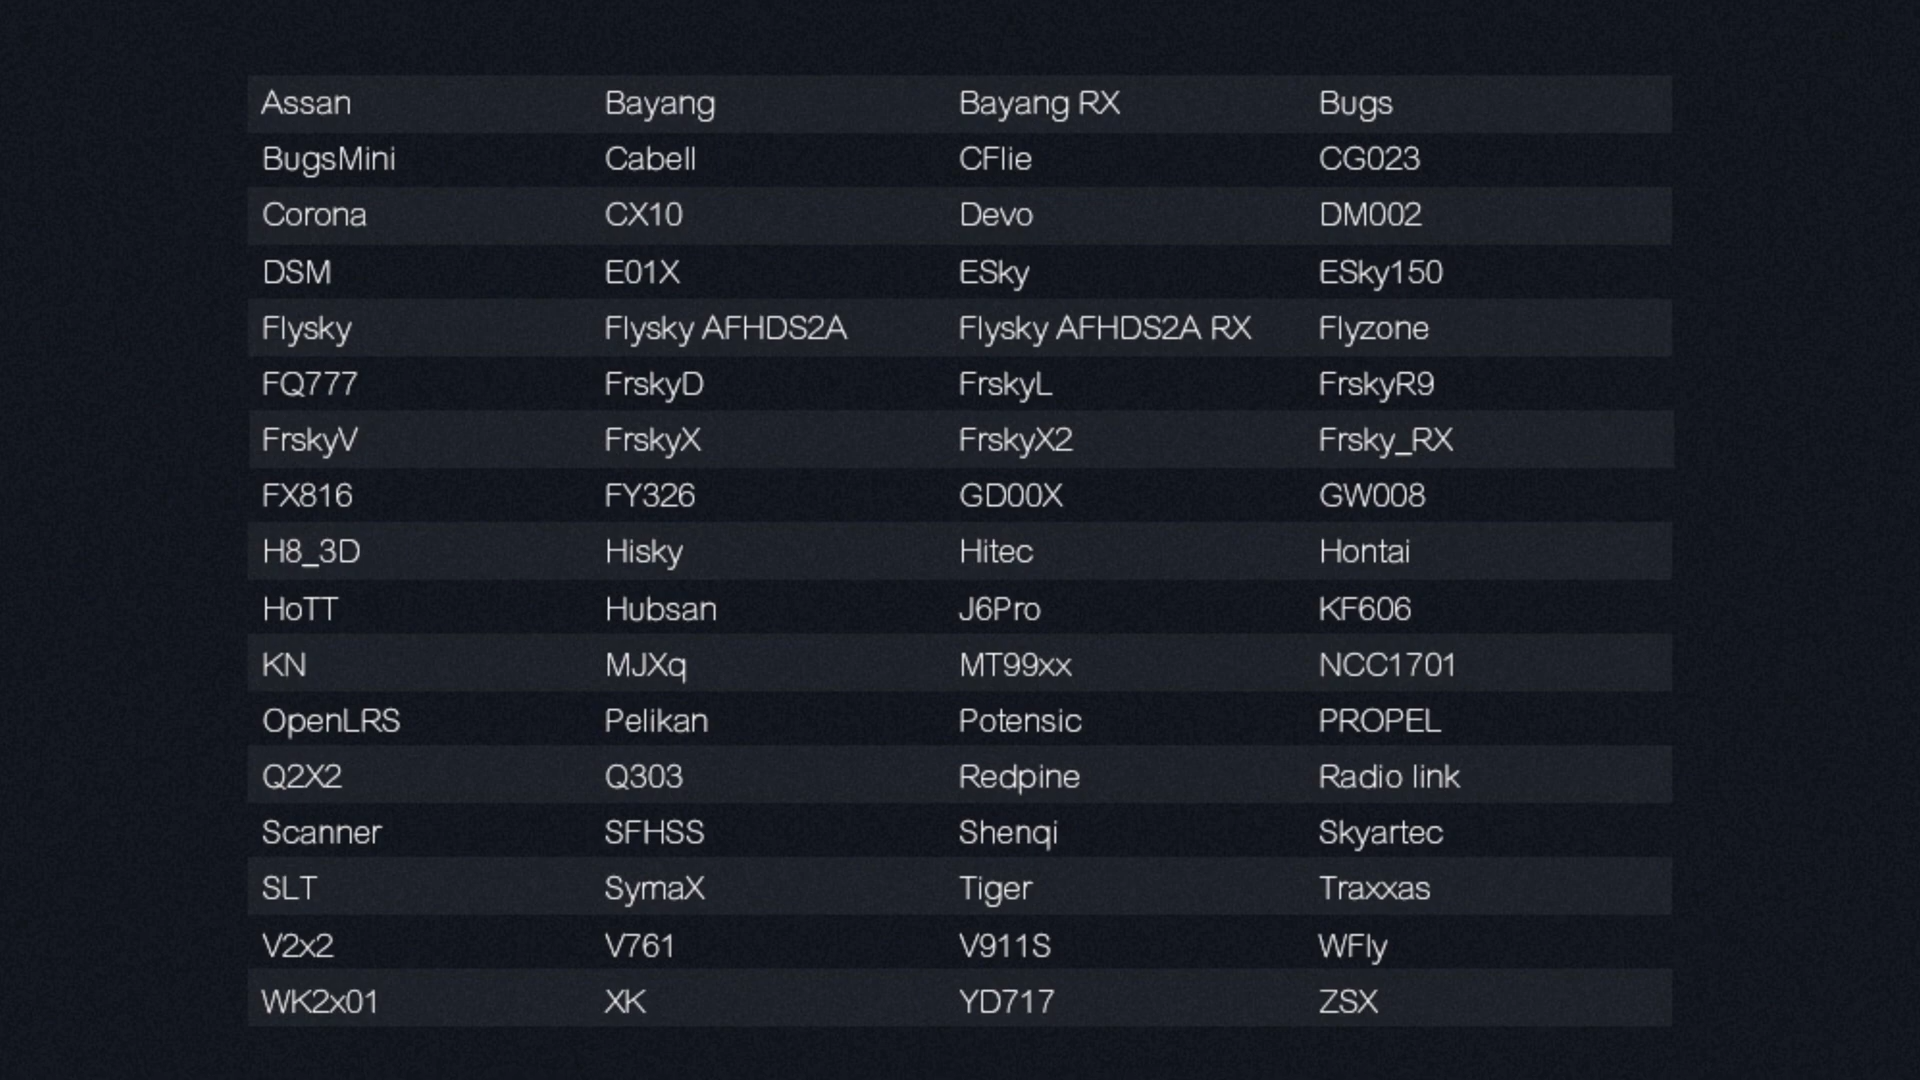 Assan Bayang Bayang RX Bugs
BugsMini Cabell CFlie CG023
Corona CX10 Devo DM002
DSM E01X ESky ESky150
Flysky Flysky AFHDS2A Flysky AFHDS2A RX Flyzone
FQ777 FrskyD FrskyL FrskyR9
FrskyV FrskyX FrskyX2 Frsky_RX
FX816 FY326 GD00X GW008
H8_3D Hisky Hitec Hontai
HoTT Hubsan J6Pro KF606
KN MJXq MT99xx NCC1701
OpenLRS Pelikan Potensic PROPEL
Q2X2 Q303 Redpine Radio link
Scanner SFHSS Shenqi Skyartec
SLT SymaX Tiger Traxxas
V2x2 V761 V911S WFly
WK2x01 XK YD717 ZSX